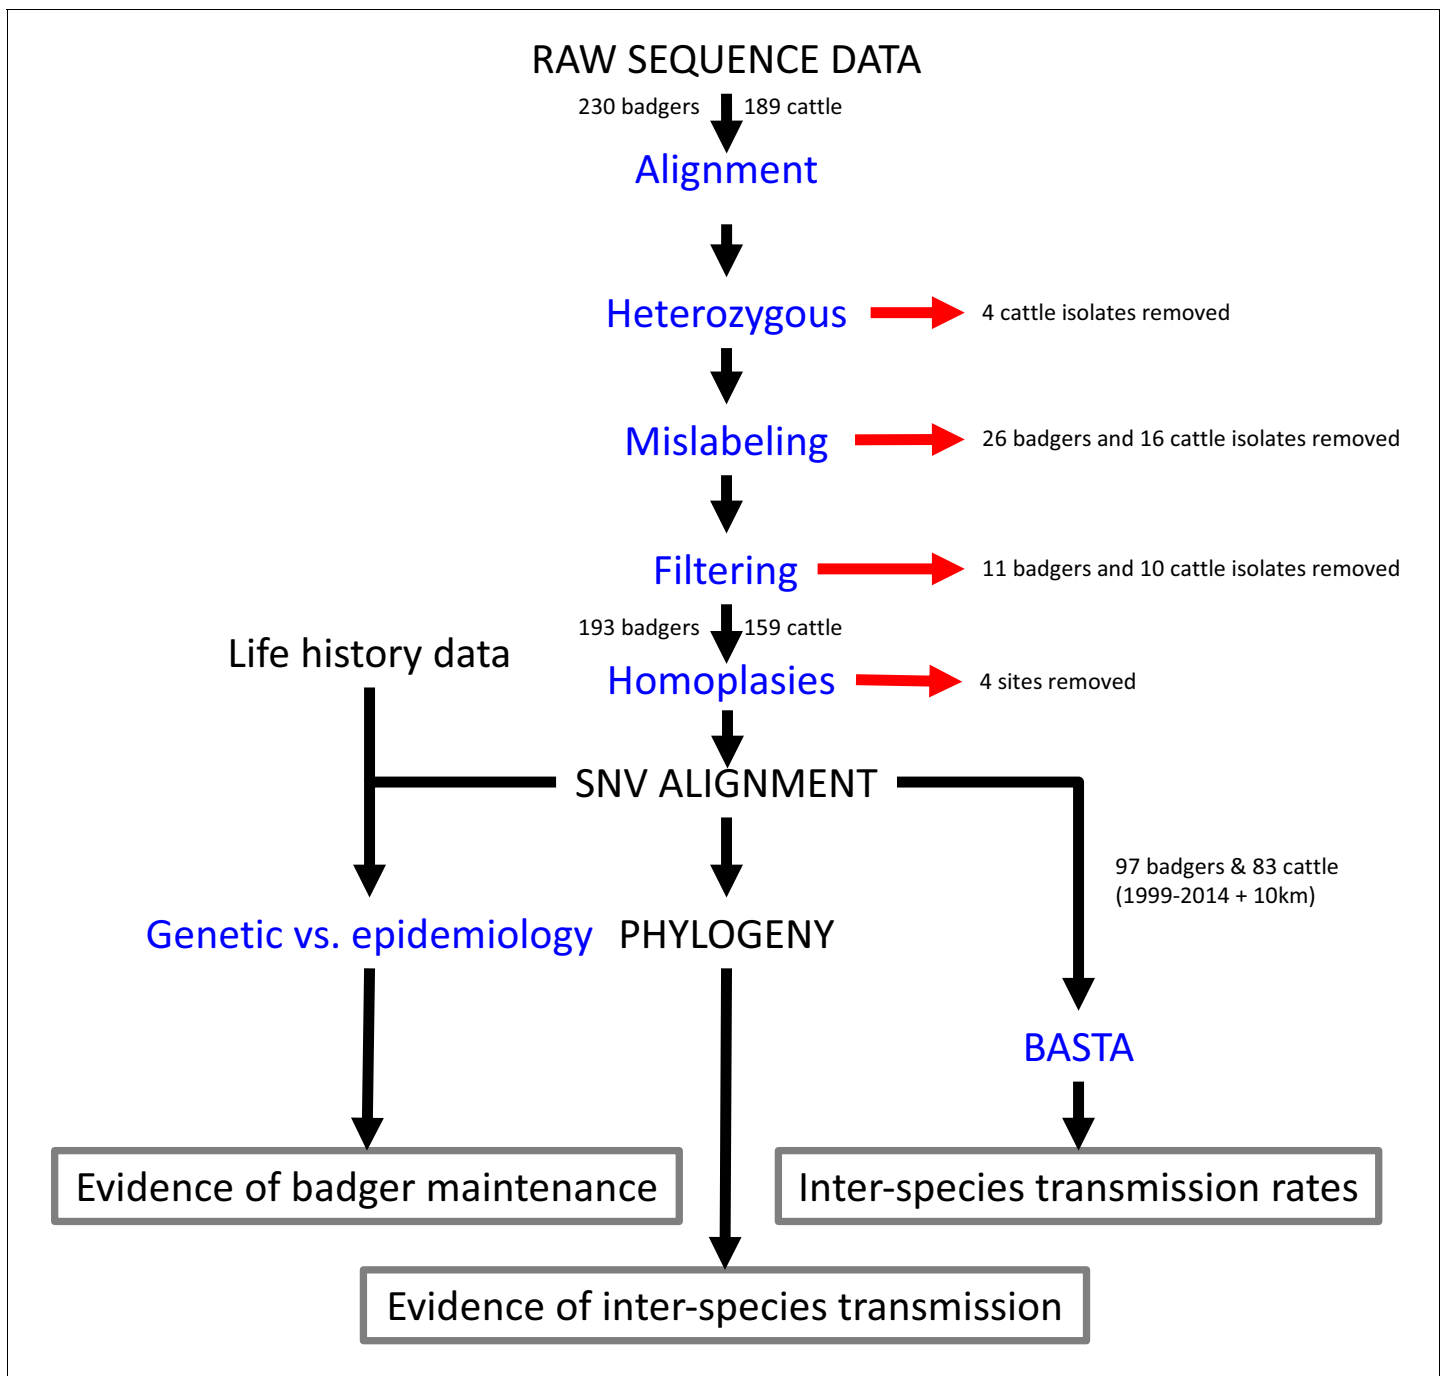 RAW SEQUENCE DATA
230 badgers 189 cattle
Alignment
Heterozygous 4 cattle isolates removed
Mislabeling 26 badgers and 16 cattle isolates removed
Filtering 11 badgers and 10 cattle isolates removed
193 badgers 159 cattle
Life history data
Homoplasies 4 sites removed
SNV ALIGNMENT
97 badgers & 83 cattle
(1999-2014 + 10km)
Genetic vs. epidemiology PHYLOGENY
BASTA
Evidence of badger maintenance
Inter-species transmission rates
Evidence of inter-species transmission